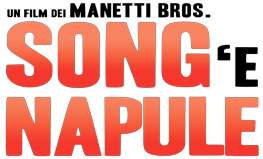 UN FILM DEI MANETTI BROS.
SONG 'E
NAPULE